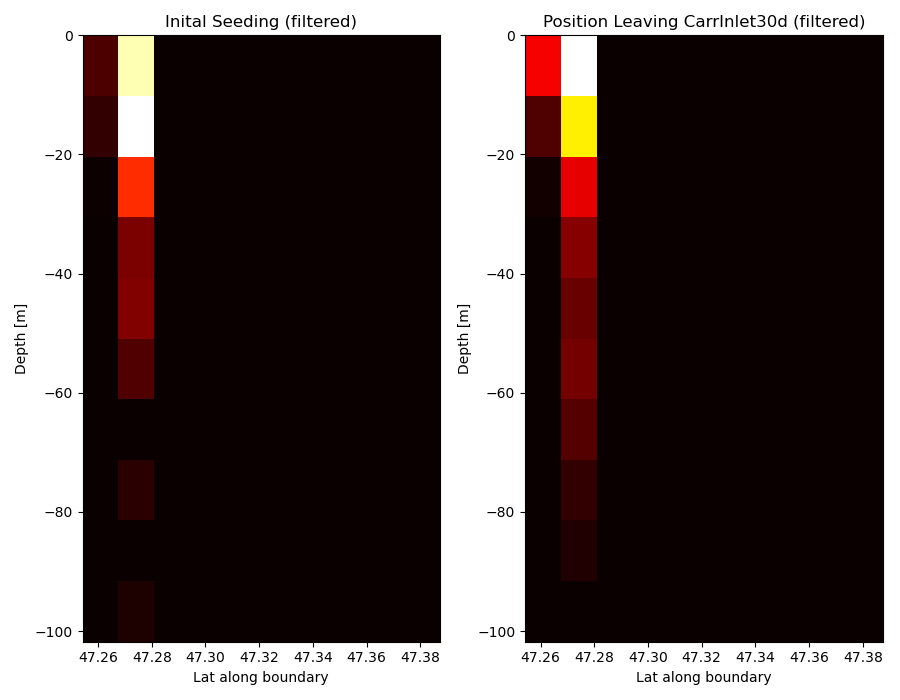 Inital Seeding (filtered)
0
−20
−40
−60
−80
−100
Depth [m]
47.26 47.28 47.30 47.32 47.34 47.36 47.38
Lat along boundary
Position Leaving CarrInlet30d (filtered)
0
−20
−40
−60
−80
−100
Depth [m]
47.26 47.28 47.30 47.32 47.34 47.36 47.38
Lat along boundary